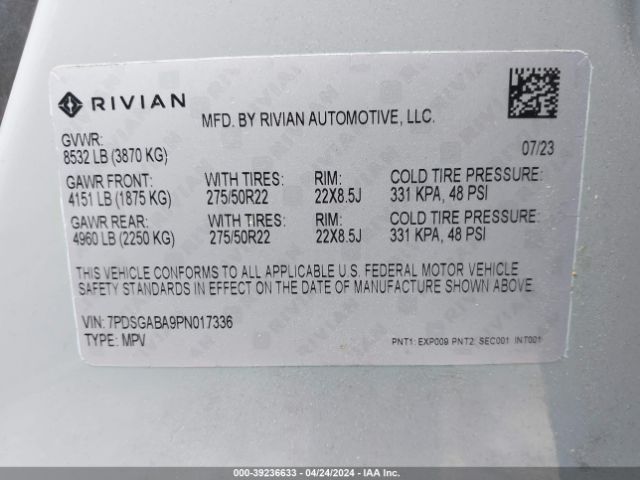 RIVIAN
MFD. BY RIVIAN AUTOMOTIVE, LLC.
GVWR:
8532 LB (3870 KG)
07/23
GAWR FRONT: WITH TIRES: RIM: COLD TIRE PRESSURE:
4151 LB (1875 KG) 275/50R22 22X8.5J 331 KPA, 48 PSI
GAWR REAR: WITH TIRES: RIM: COLD TIRE PRESSURE:
4960 LB (2250 KG) 275/50R22 22X8.5J 331 KPA, 48 PSI
THIS VEHICLE CONFORMS TO ALL APPLICABLE U.S. FEDERAL MOTOR VEHICLE
SAFETY STANDARDS IN EFFECT ON THE DATE OF MANUFACTURE SHOWN ABOVE.
VIN: 7PDSGABA9PN017336
TYPE: MPV
PNT1: EXP009 PNT2: SEC001 INT001
000-39236633 - 04/24/2024 - IAA Inc.